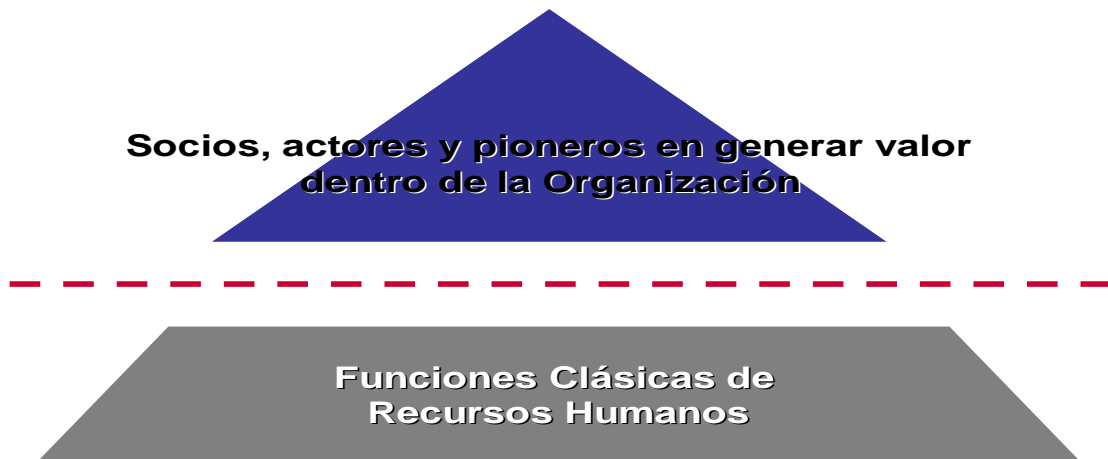 Socios, actores y pioneros en generar valor
dentro de la Organización
Funciones Clásicas de
Recursos Humanos